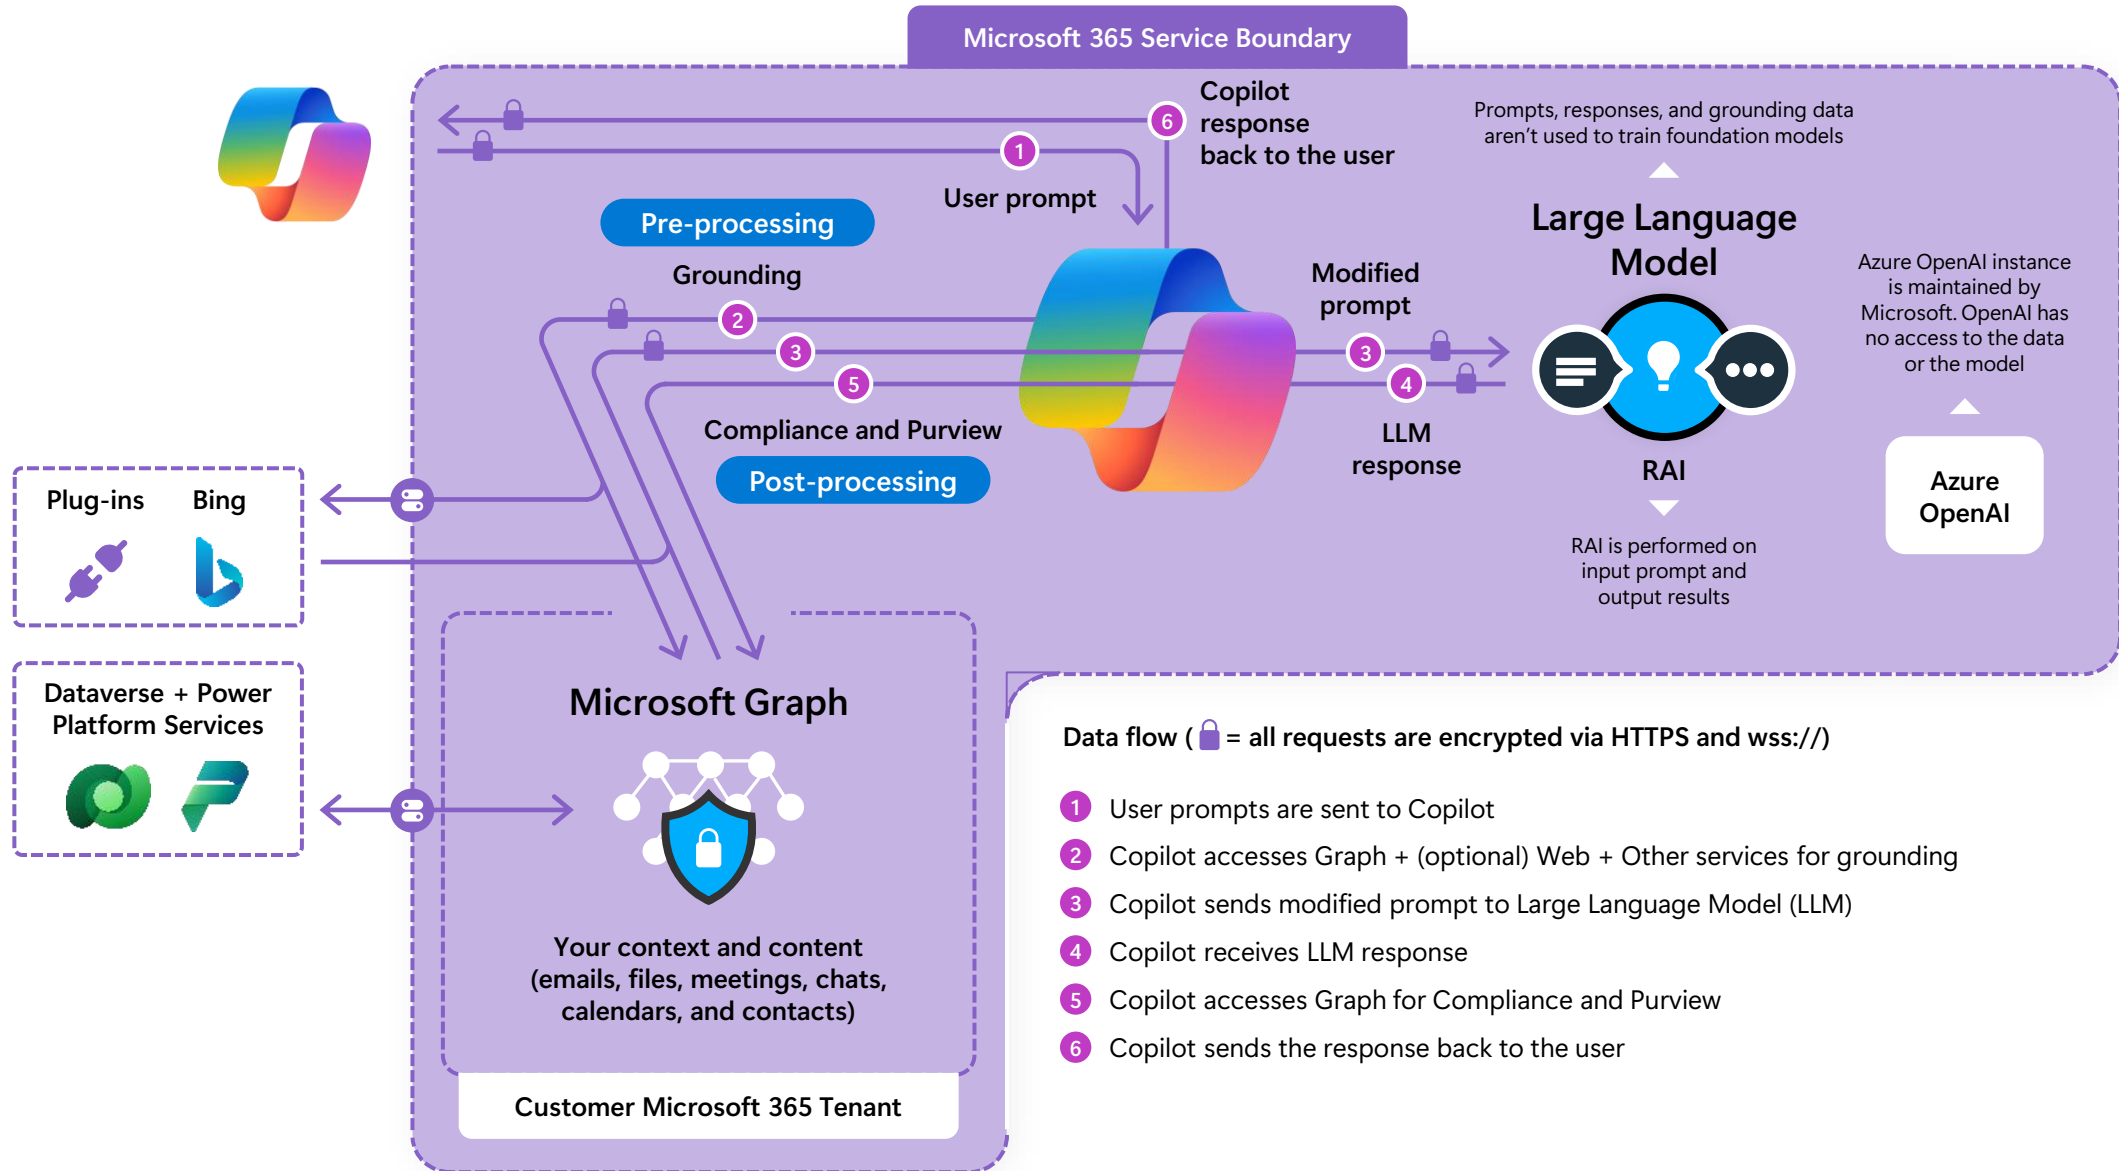 Microsoft 365 Service Boundary
Copilot
response
back to the user
6
1
User prompt
Prompts, responses, and grounding data
aren't used to train foundation models
Pre-processing
Grounding
2
3
5
Compliance and Purview
Post-processing
Modified
prompt
3
4
LLM
response
Large Language
Model
RAI
RAI is performed on
input prompt and
output results
Azure OpenAI instance
is maintained by
Microsoft. OpenAI has
no access to the data
or the model
Azure
OpenAI
Plug-ins
Bing
Dataverse + Power
Platform Services
Microsoft Graph
Your context and content
(emails, files, meetings, chats,
calendars, and contacts)
Customer Microsoft 365 Tenant
Data flow ( = all requests are encrypted via HTTPS and wss://)
1 User prompts are sent to Copilot
2 Copilot accesses Graph + (optional) Web + Other services for grounding
3 Copilot sends modified prompt to Large Language Model (LLM)
4 Copilot receives LLM response
5 Copilot accesses Graph for Compliance and Purview
6 Copilot sends the response back to the user